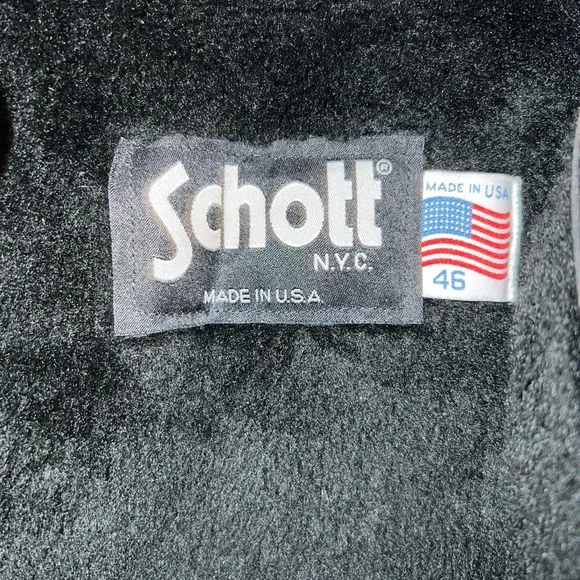 Schott®
N.Y.C.
MADE IN U.S.A.
MADE IN USA
46